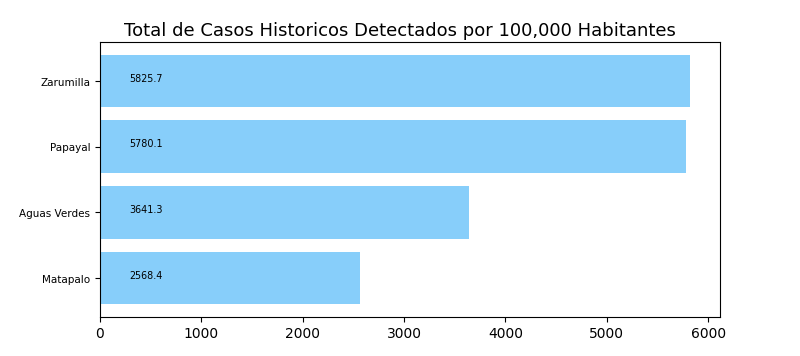 Total de Casos Historicos Detectados por 100,000 Habitantes
Zarumilla 5825.7
Papayal 5780.1
Aguas Verdes 3641.3
Matapalo 2568.4
0 1000 2000 3000 4000 5000 6000